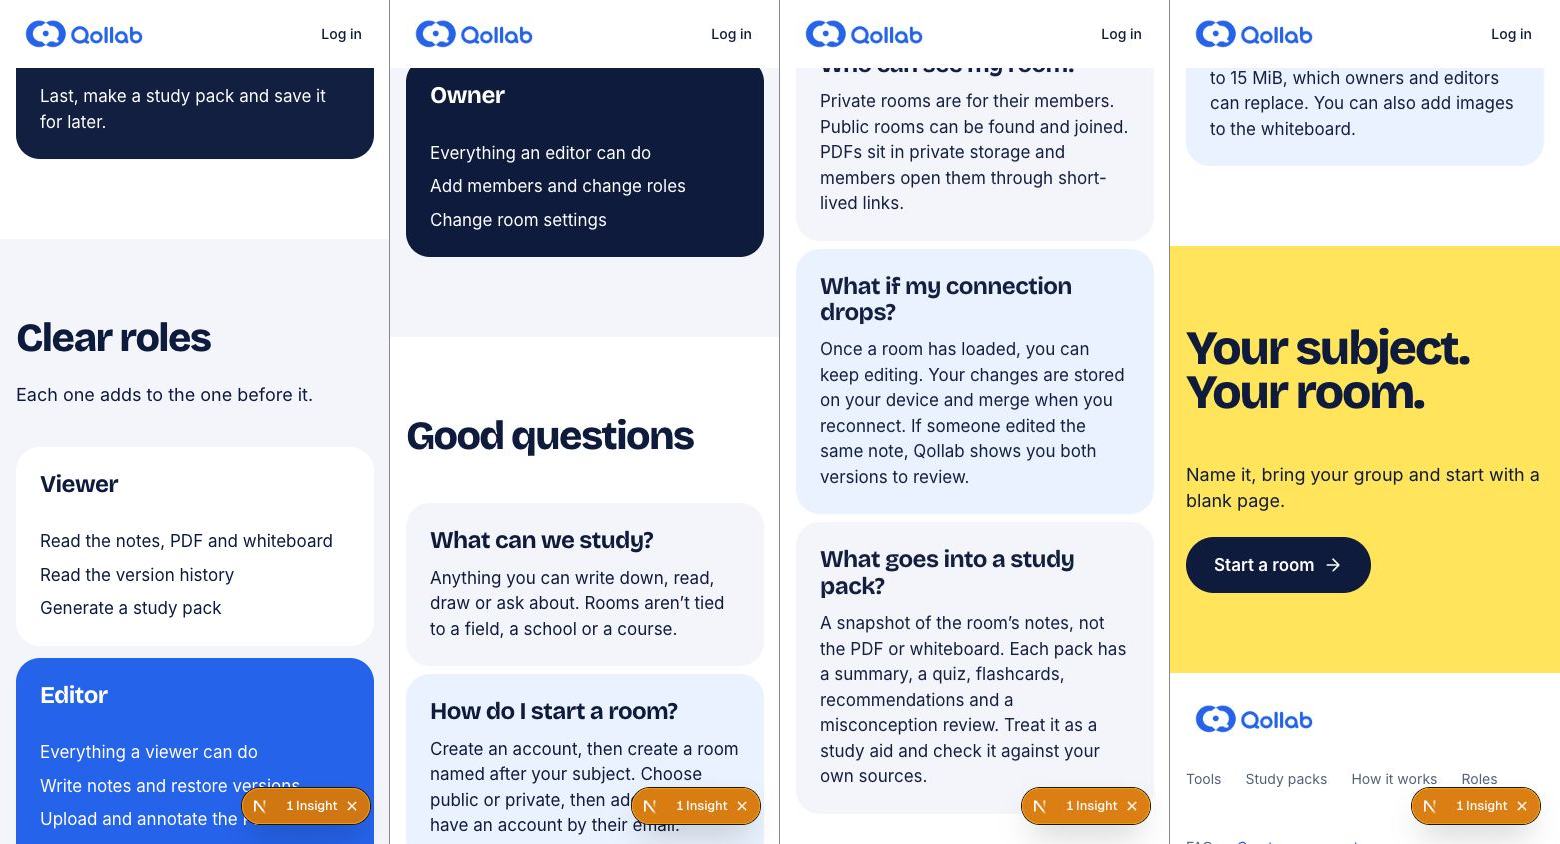 Qollab
Log in
Last, make a study pack and save it
for later.
Clear roles
Each one adds to the one before it.
Viewer
Read the notes, PDF and whiteboard
Read the version history
Generate a study pack
Editor
Everything a viewer can do
Write notes and restore versions
Upload and annotate the
1 Insight
Qollab
Log in
Owner
Everything an editor can do
Add members and change roles
Change room settings
Good questions
What can we study?
Anything you can write down, read,
draw or ask about. Rooms aren’t tied
to a field, a school or a course.
How do I start a room?
Create an account, then create a room
named after your subject. Choose
public or private, then
have an account by their email.
1 Insight
Qollab
Log in
Who can see my room?
Private rooms are for their members.
Public rooms can be found and joined.
PDFs sit in private storage and
members open them through short-
lived links.
What if my connection
drops?
Once a room has loaded, you can
keep editing. Your changes are stored
on your device and merge when you
reconnect. If someone edited the
same note, Qollab shows you both
versions to review.
What goes into a study
pack?
A snapshot of the room’s notes, not
the PDF or whiteboard. Each pack has
a summary, a quiz, flashcards,
recommendations and a
misconception review. Treat it as a
study aid and check it against your
own sources.
1 Insight
Qollab
Log in
to 15 MiB, which owners and editors
can replace. You can also add images
to the whiteboard.
Your subject.
Your room.
Name it, bring your group and start with a
blank page.
Start a room →
Qollab
Tools Study packs How it works Roles
1 Insight